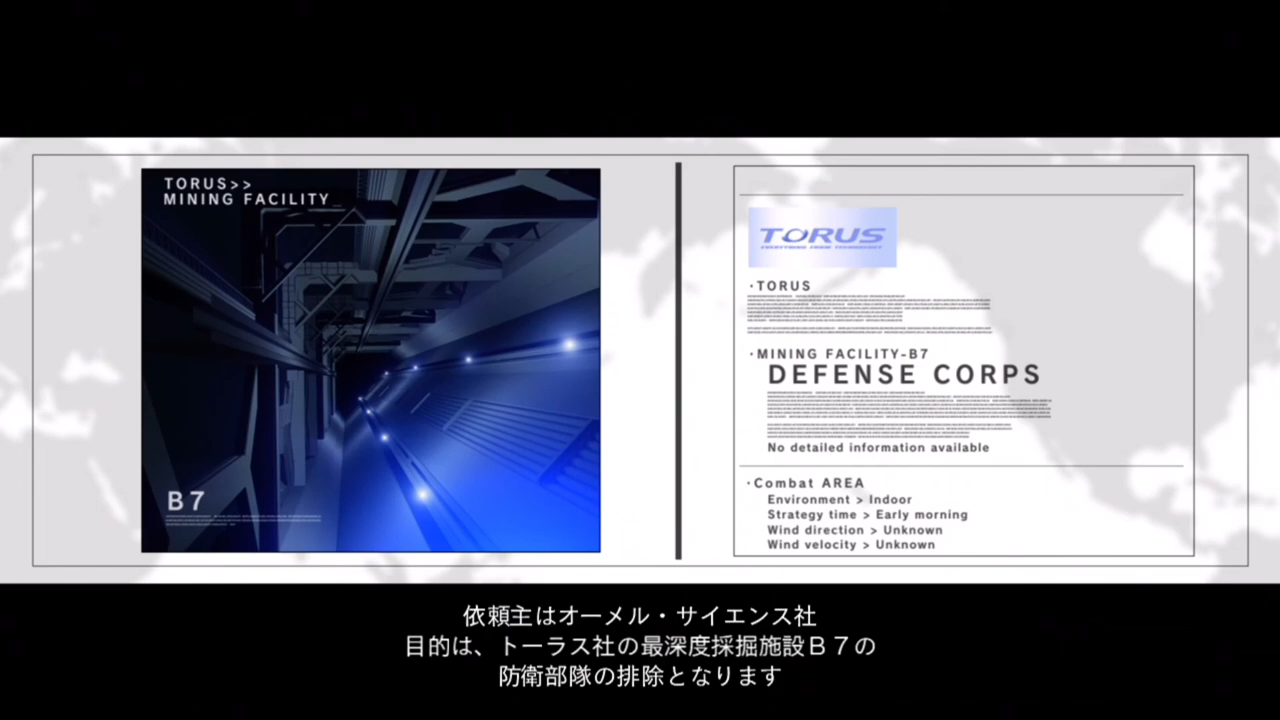 TORUS>>
MINING FACILITY
B7
TORUS
EVERYTHING FROM TECHNOLOGY
·TORUS
·MINING FACILITY-B7
DEFENSE CORPS
No detailed information available
·Combat AREA
Environment > Indoor
Strategy time > Early morning
Wind direction > Unknown
Wind velocity > Unknown
依頼主はオーメル・サイエンス社
目的は、トーラス社の最深度採掘施設Ｂ７の
防衛部隊の排除となります